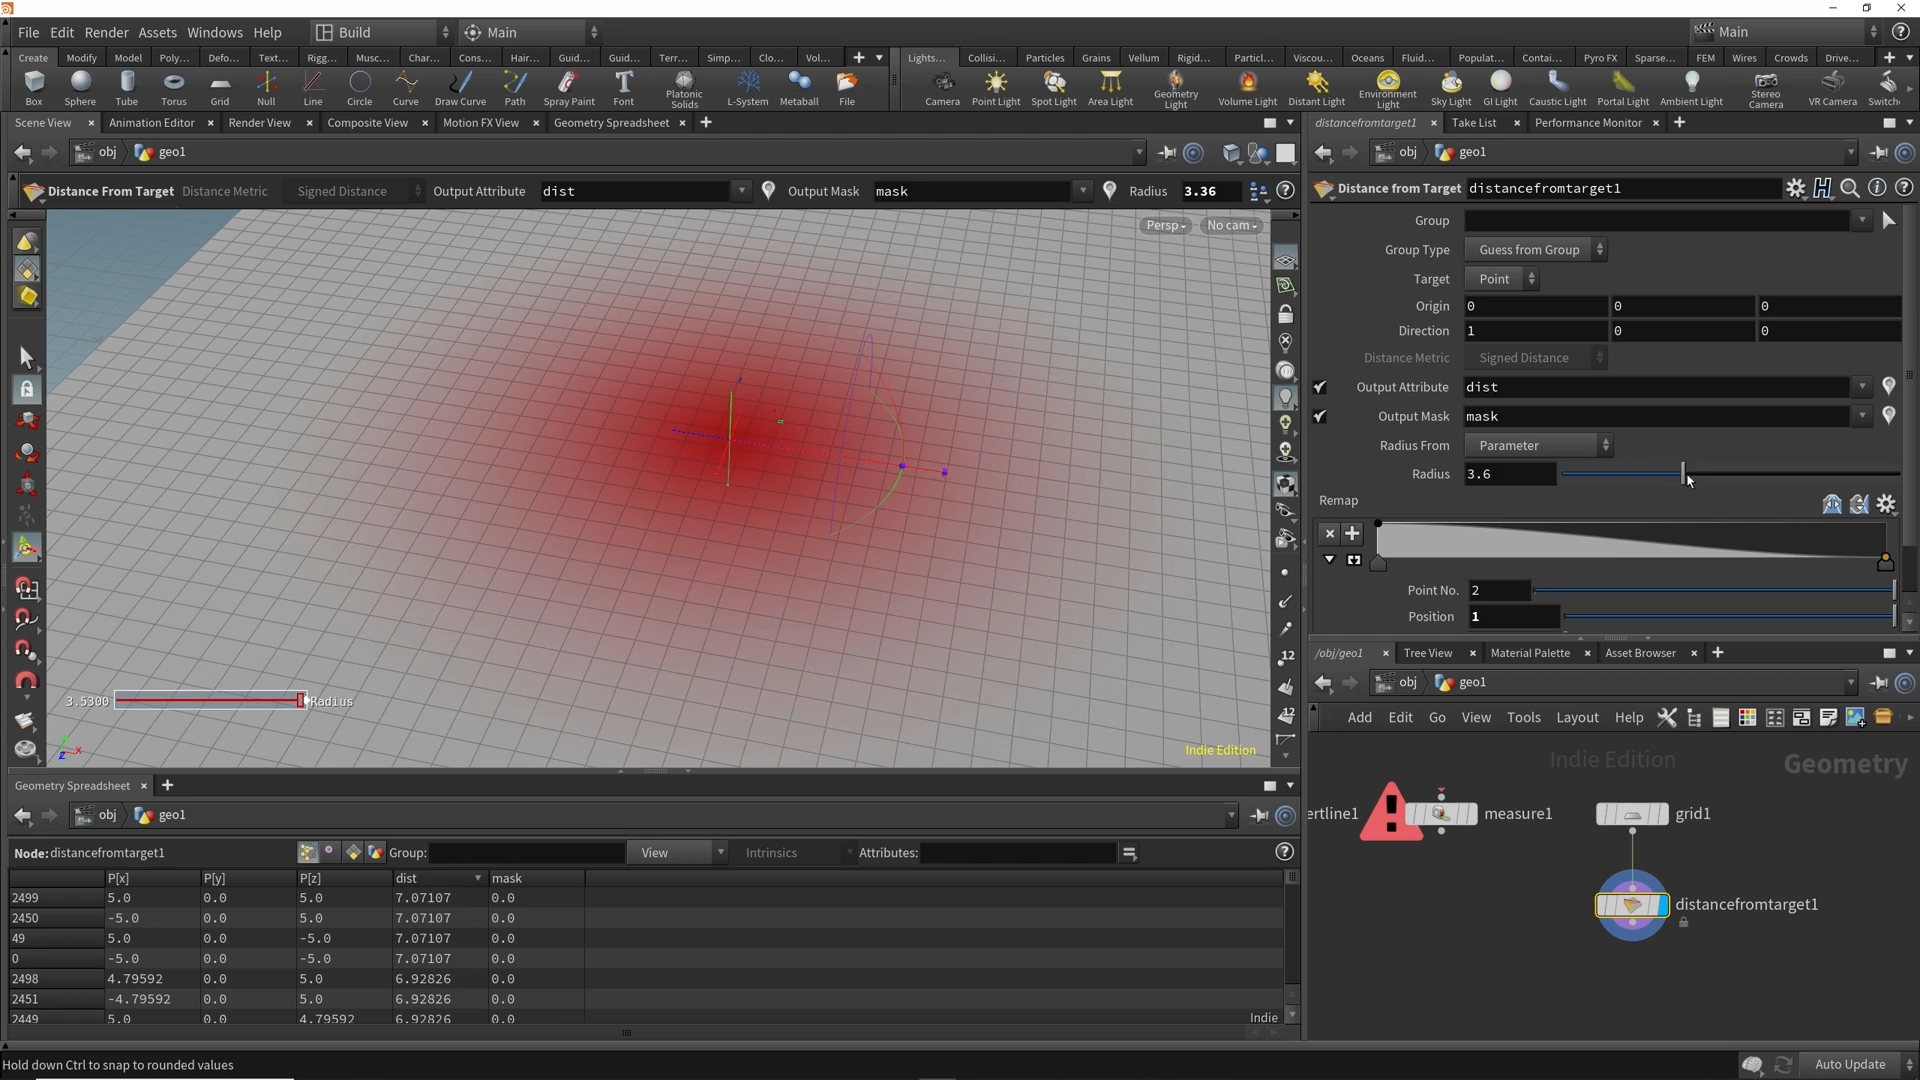 File Edit Render Assets Windows Help Build Main Main
Create Modify Model Poly... Defo... Text... Rigg... Musc... Char... Cons... Hair... Guid... Guid... Terr... Simp... Clo... Vol... Lights... Collisi... Particles Grains Vellum Rigid... Particl... Viscou... Oceans Fluid... Populat... Contai... Pyro FX Sparse... FEM Wires Crowds Drive...
Box Sphere Tube Torus Grid Null Line Circle Curve Draw Curve Path Spray Paint Font Platonic Solids L-System Metaball File Camera Point Light Spot Light Area Light Geometry Light Volume Light Distant Light Environment Light Sky Light GI Light Caustic Light Portal Light Ambient Light Stereo Camera VR Camera Switch
Scene View Animation Editor Render View Composite View Motion FX View Geometry Spreadsheet
obj geo1
Distance From Target Distance Metric Signed Distance Output Attribute dist Output Mask mask Radius 3.36
Persp No cam
3.5300 Radius
Indie Edition
12
12
distancefromtarget1 Take List Performance Monitor
obj geo1
Distance from Target distancefromtarget1
Group
Group Type Guess from Group
Target Point
Origin 0 0 0
Direction 1 0 0
Distance Metric Signed Distance
Output Attribute dist
Output Mask mask
Radius From Parameter
Radius 3.6
Remap
Point No. 2
Position 1
/obj/geo1 Tree View Material Palette Asset Browser
obj geo1
Add Edit Go View Tools Layout Help
Indie Edition Geometry
ertline1 measure1 grid1
distancefromtarget1
Geometry Spreadsheet
obj geo1
Node: distancefromtarget1 Group: View Intrinsics Attributes:
P[x] P[y] P[z] dist mask
2499 5.0 0.0 5.0 7.07107 0.0
2450 -5.0 0.0 5.0 7.07107 0.0
49 5.0 0.0 -5.0 7.07107 0.0
0 -5.0 0.0 -5.0 7.07107 0.0
2498 4.79592 0.0 5.0 6.92826 0.0
2451 -4.79592 0.0 5.0 6.92826 0.0
2449 5.0 0.0 4.79592 6.92826 0.0
Indie
Hold down Ctrl to snap to rounded values Auto Update